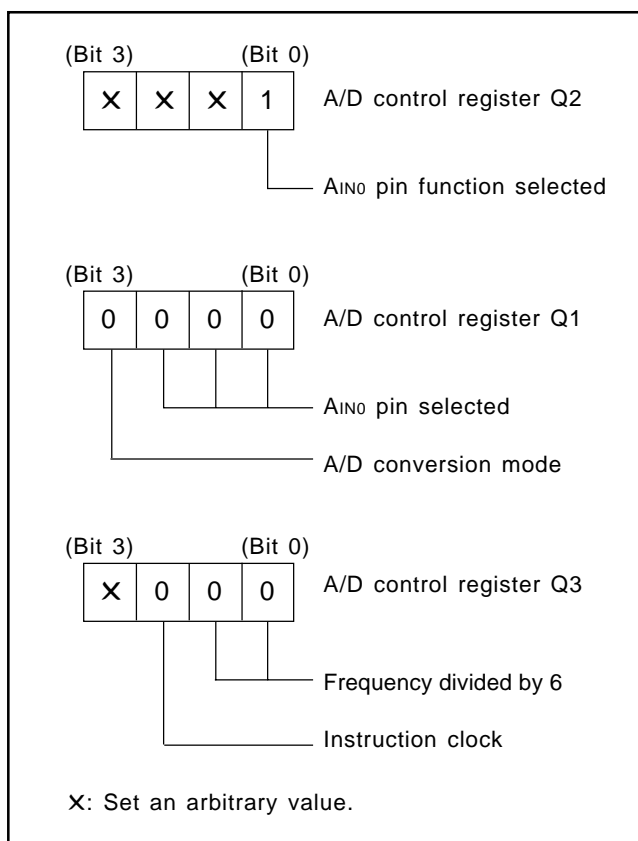 (Bit 3) (Bit 0)
✕ ✕ ✕ 1 A/D control register Q2
AIN0 pin function selected
(Bit 3) (Bit 0)
0 0 0 0 A/D control register Q1
AIN0 pin selected
A/D conversion mode
(Bit 3) (Bit 0)
✕ 0 0 0 A/D control register Q3
Frequency divided by 6
Instruction clock
✕: Set an arbitrary value.